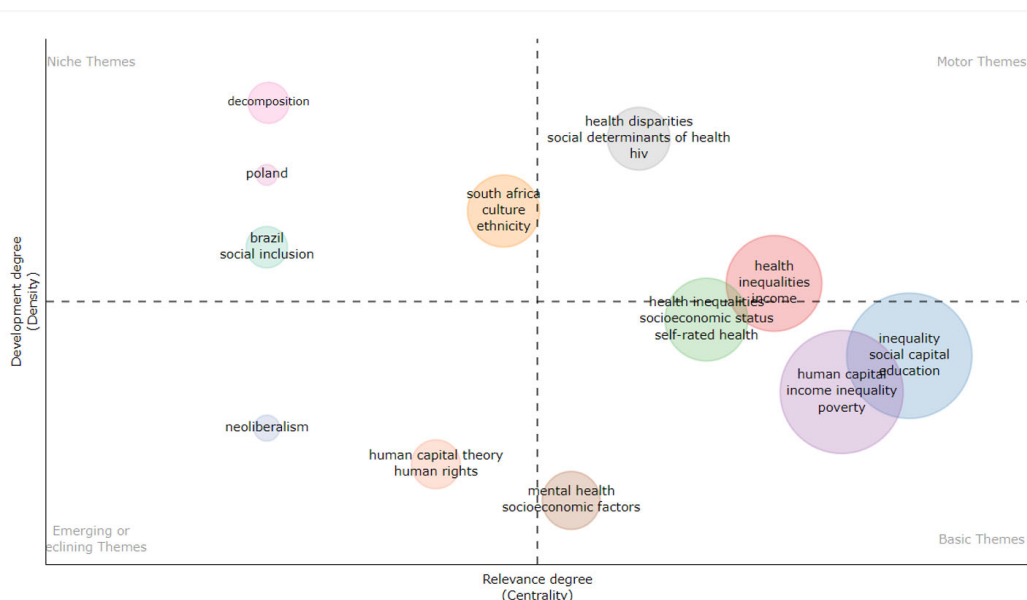 Niche Themes
Motor Themes
decomposition
health disparities
social determinants of health
hiv
poland
south africa
culture
ethnicity
brazil
social inclusion
health
inequalities
income
health inequalities
socioeconomic status
self-rated health
inequality
social capital
education
human capital
income inequality
poverty
neoliberalism
human capital theory
human rights
mental health
socioeconomic factors
Emerging or
eclining Themes
Basic Themes
Development degree
(Density)
Relevance degree
(Centrality)